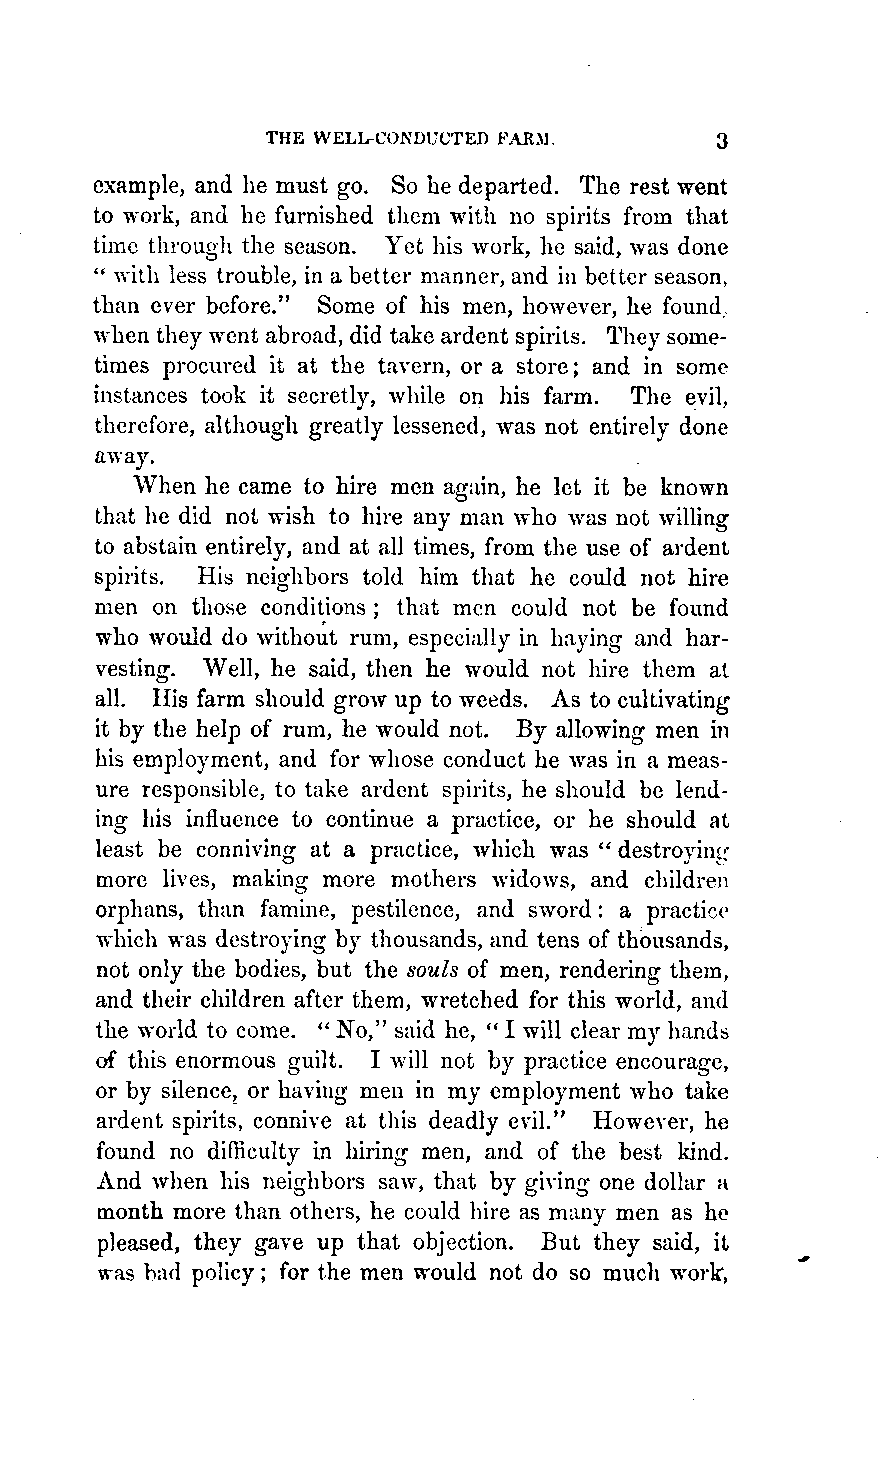 THE WELL-CONDUCTED FARM. 3
example, and he must go. So he departed. The rest went
to work, and he furnished them with no spirits from that
time through the season. Yet his work, he said, was done
“ with less trouble, in a better manner, and in better season,
than ever before.” Some of his men, however, he found,
when they went abroad, did take ardent spirits. They some-
times procured it at the tavern, or a store; and in some
instances took it secretly, while on his farm. The evil,
therefore, although greatly lessened, was not entirely done
away.
When he came to hire men again, he let it be known
that he did not wish to hire any man who was not willing
to abstain entirely, and at all times, from the use of ardent
spirits. His neighbors told him that he could not hire
men on those conditions ; that men could not be found
who would do without rum, especially in haying and har-
vesting. Well, he said, then he would not hire them at
all. His farm should grow up to weeds. As to cultivating
it by the help of rum, he would not. By allowing men in
his employment, and for whose conduct he was in a meas-
ure responsible, to take ardent spirits, he should be lend-
ing his influence to continue a practice, or he should at
least be conniving at a practice, which was “ destroying
more lives, making more mothers widows, and children
orphans, than famine, pestilence, and sword : a practice
which was destroying by thousands, and tens of thousands,
not only the bodies, but the souls of men, rendering them,
and their children after them, wretched for this world, and
the world to come. “ No,” said he, “ I will clear my hands
of this enormous guilt. I will not by practice encourage,
or by silence, or having men in my employment who take
ardent spirits, connive at this deadly evil.” However, he
found no difficulty in hiring men, and of the best kind.
And when his neighbors saw, that by giving one dollar a
month more than others, he could hire as many men as he
pleased, they gave up that objection. But they said, it
was bad policy ; for the men would not do so much work,